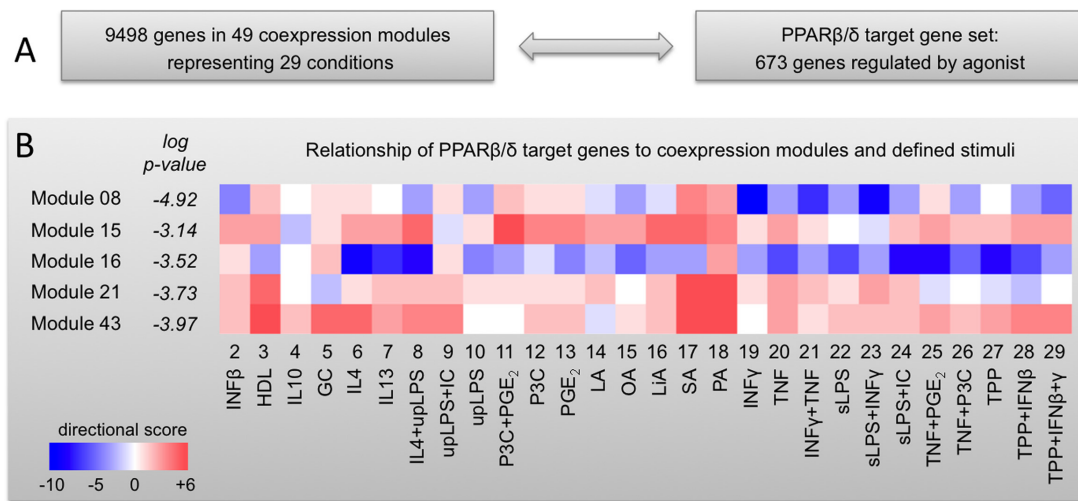 A
9498 genes in 49 coexpression modules
representing 29 conditions
PPARβ/δ target gene set:
673 genes regulated by agonist
B
log
p-value
Relationship of PPARβ/δ target genes to coexpression modules and defined stimuli
Module 08 -4.92
Module 15 -3.14
Module 16 -3.52
Module 21 -3.73
Module 43 -3.97
2 3 4 5 6 7 8 9 10 11 12 13 14 15 16 17 18 19 20 21 22 23 24 25 26 27 28 29
INFβ
HDL
IL10
GC
IL4
IL13
IL4+upLPS
upLPS+IC
upLPS
P3C+PGE₂
P3C
PGE₂
LA
OA
LiA
SA
PA
INFγ
TNF
INFγ+TNF
sLPS
sLPS+INFγ
sLPS+IC
TNF+PGE₂
TNF+P3C
TPP
TPP+IFNβ
TPP+IFNβ+γ
directional score
-10 -5 0 +6